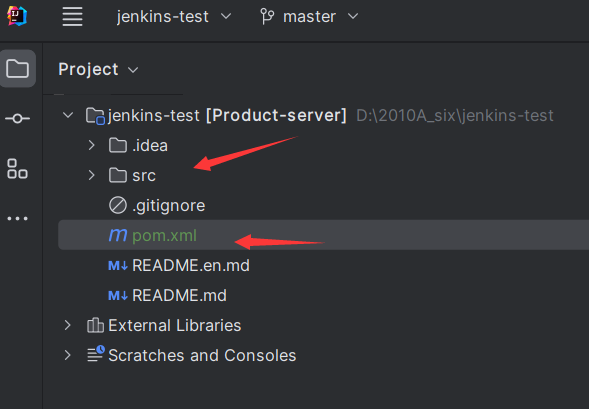 jenkins-test master
Project
jenkins-test [Product-server] D:\2010A_six\jenkins-test
.idea
src
.gitignore
m pom.xml
M↓ README.en.md
M↓ README.md
External Libraries
Scratches and Consoles